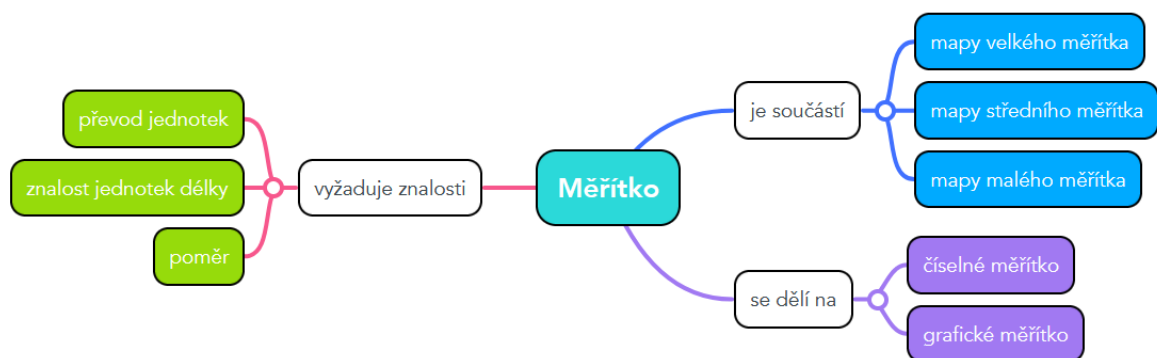 Měřítko
vyžaduje znalosti
převod jednotek
znalost jednotek délky
poměr
je součástí
mapy velkého měřítka
mapy středního měřítka
mapy malého měřítka
se dělí na
číselné měřítko
grafické měřítko